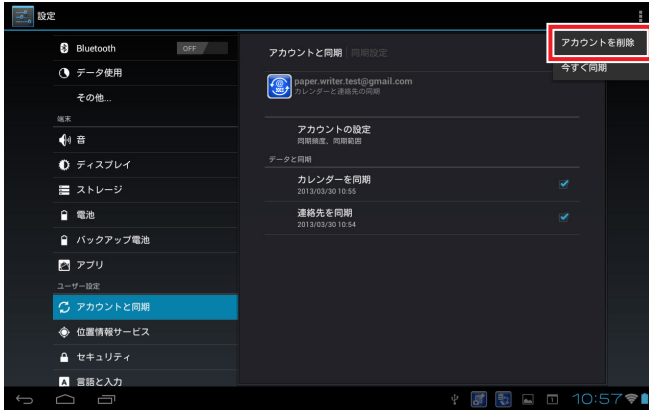 設定
Bluetooth
OFF
データ使用
その他...
端末
音
ディスプレイ
ストレージ
電池
バックアップ電池
アプリ
ユーザー設定
アカウントと同期
位置情報サービス
セキュリティ
言語と入力
アカウントと同期 同期設定
paper.writer.test@gmail.com
カレンダーと連絡先の同期
アカウントの設定
同期頻度、同期範囲
データと同期
カレンダーを同期
2013/03/30 10:55
連絡先を同期
2013/03/30 10:54
アカウントを削除
今すぐ同期
1
10:57